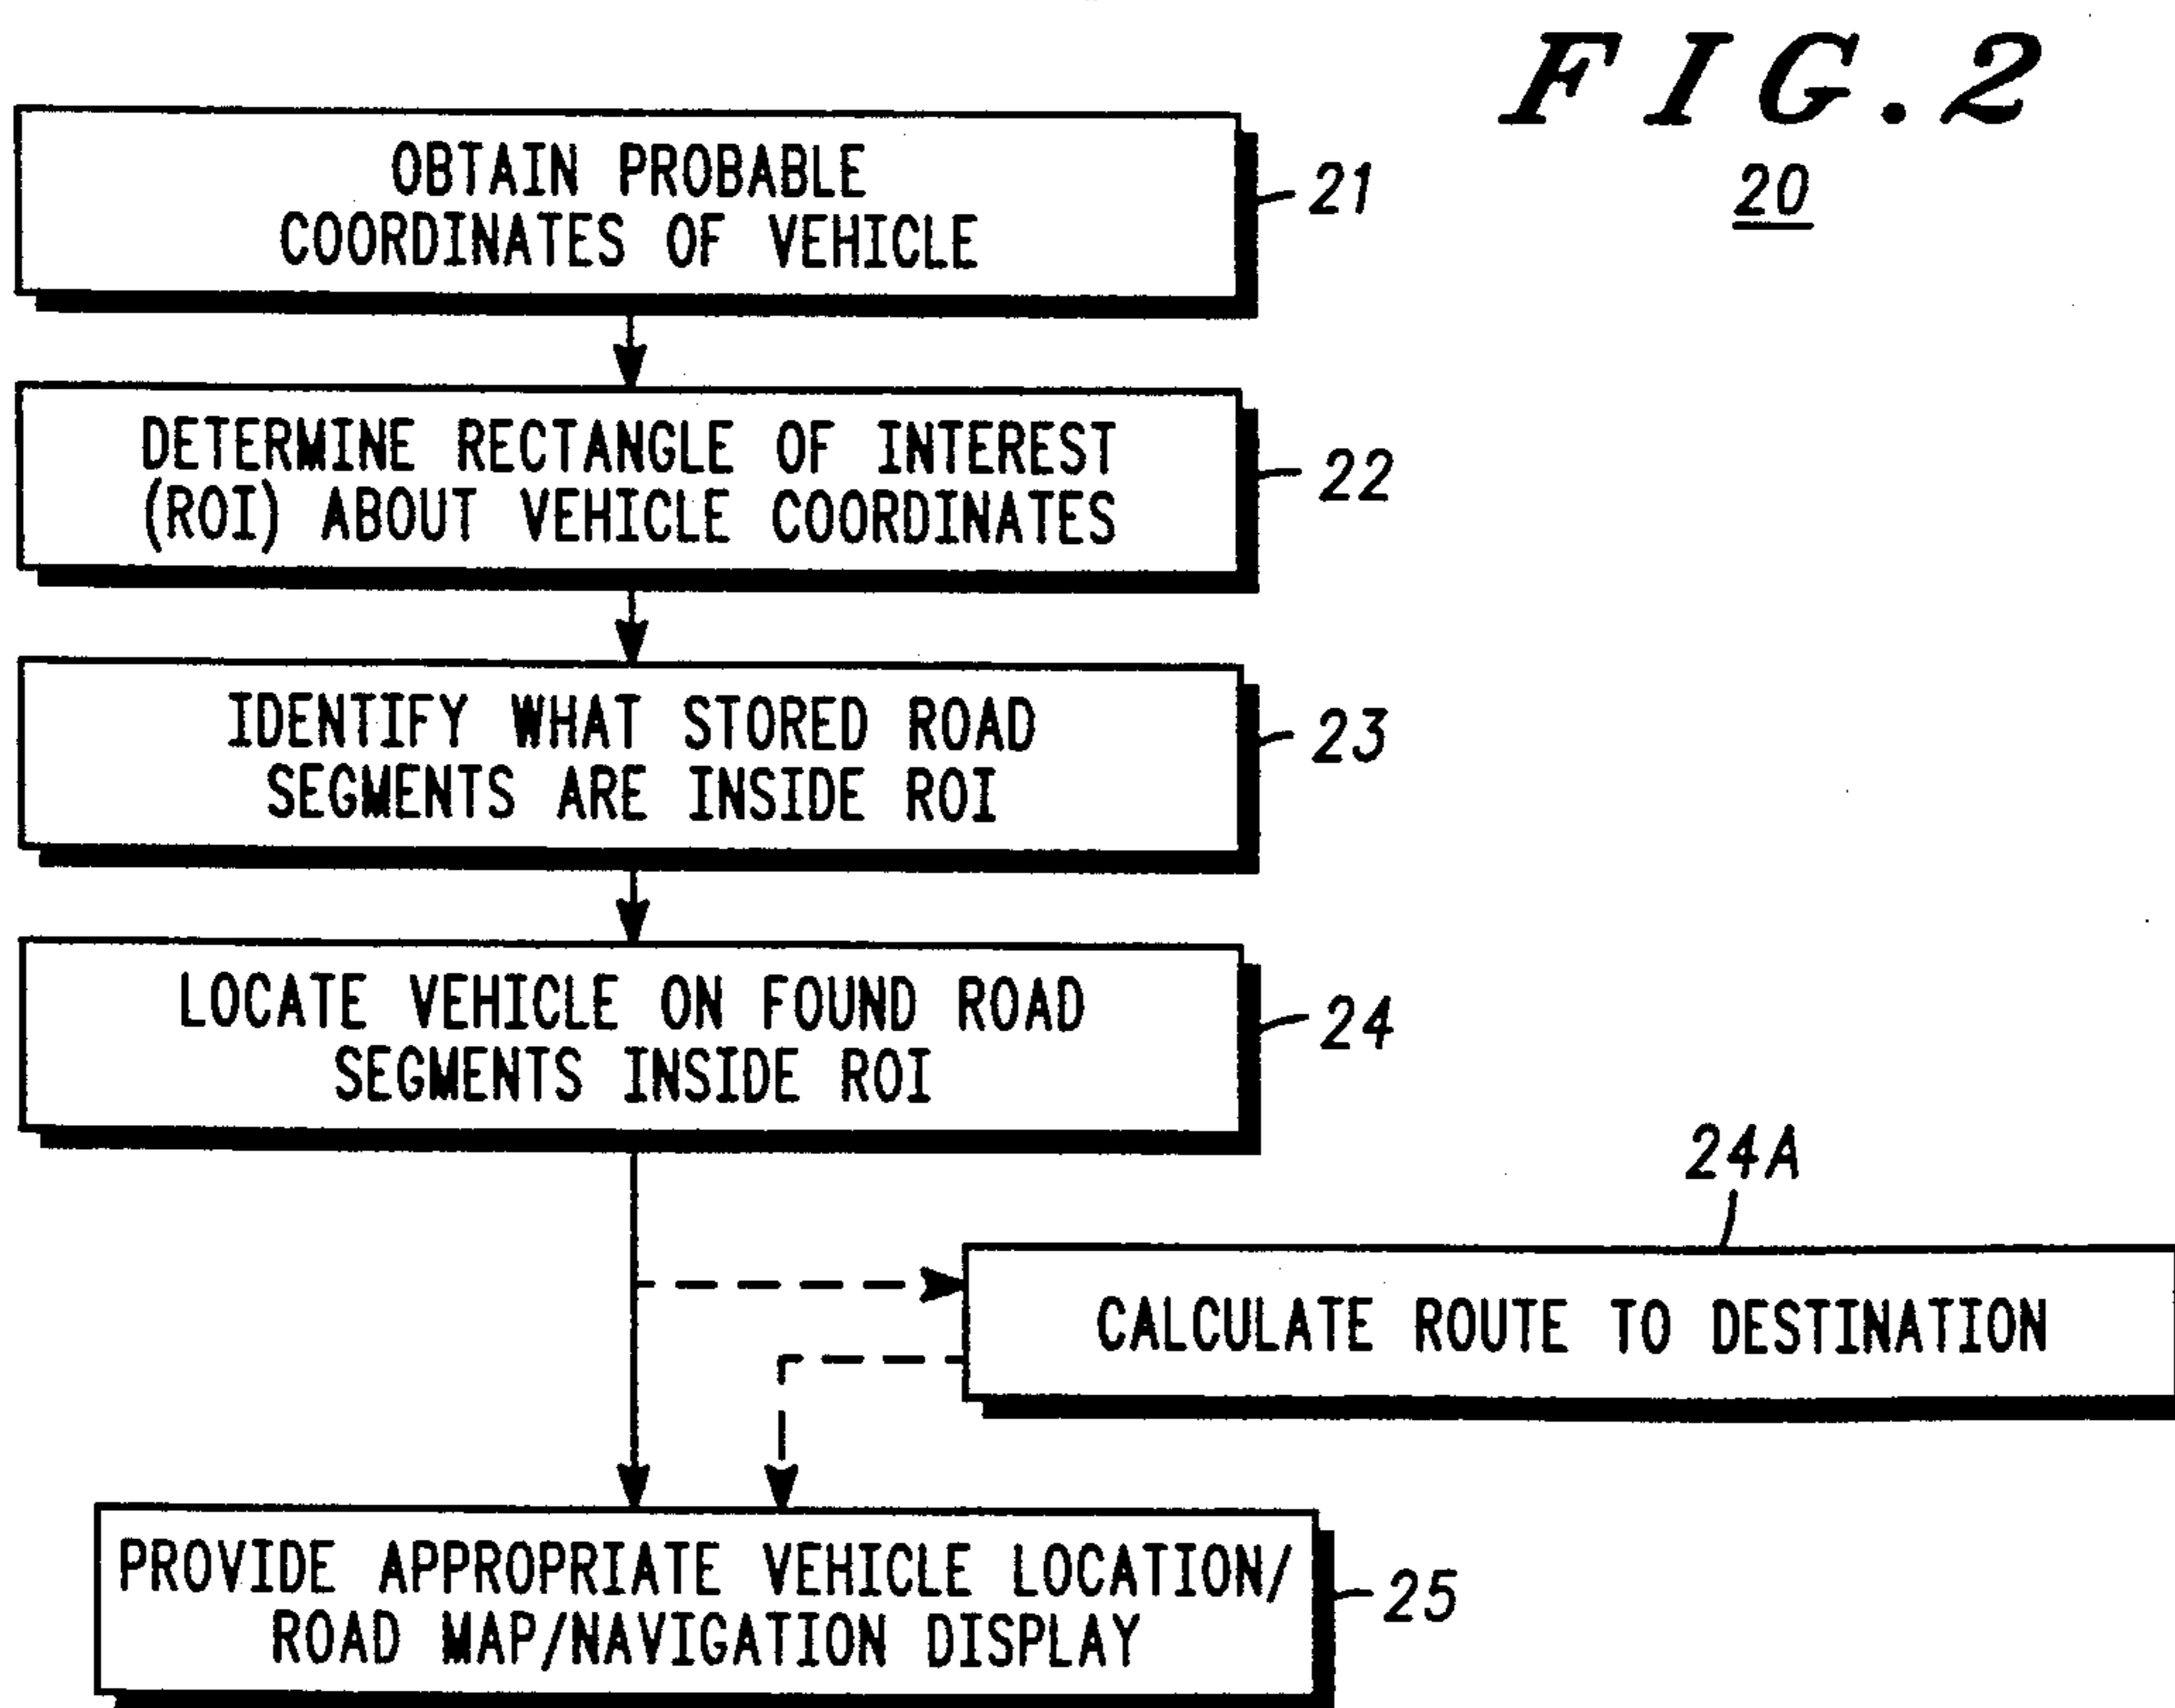 FIG.2
20
OBTAIN PROBABLE
COORDINATES OF VEHICLE
21
DETERMINE RECTANGLE OF INTEREST
(ROI) ABOUT VEHICLE COORDINATES
22
IDENTIFY WHAT STORED ROAD
SEGMENTS ARE INSIDE ROI
23
LOCATE VEHICLE ON FOUND ROAD
SEGMENTS INSIDE ROI
24
24A
CALCULATE ROUTE TO DESTINATION
PROVIDE APPROPRIATE VEHICLE LOCATION/
ROAD MAP/NAVIGATION DISPLAY
25